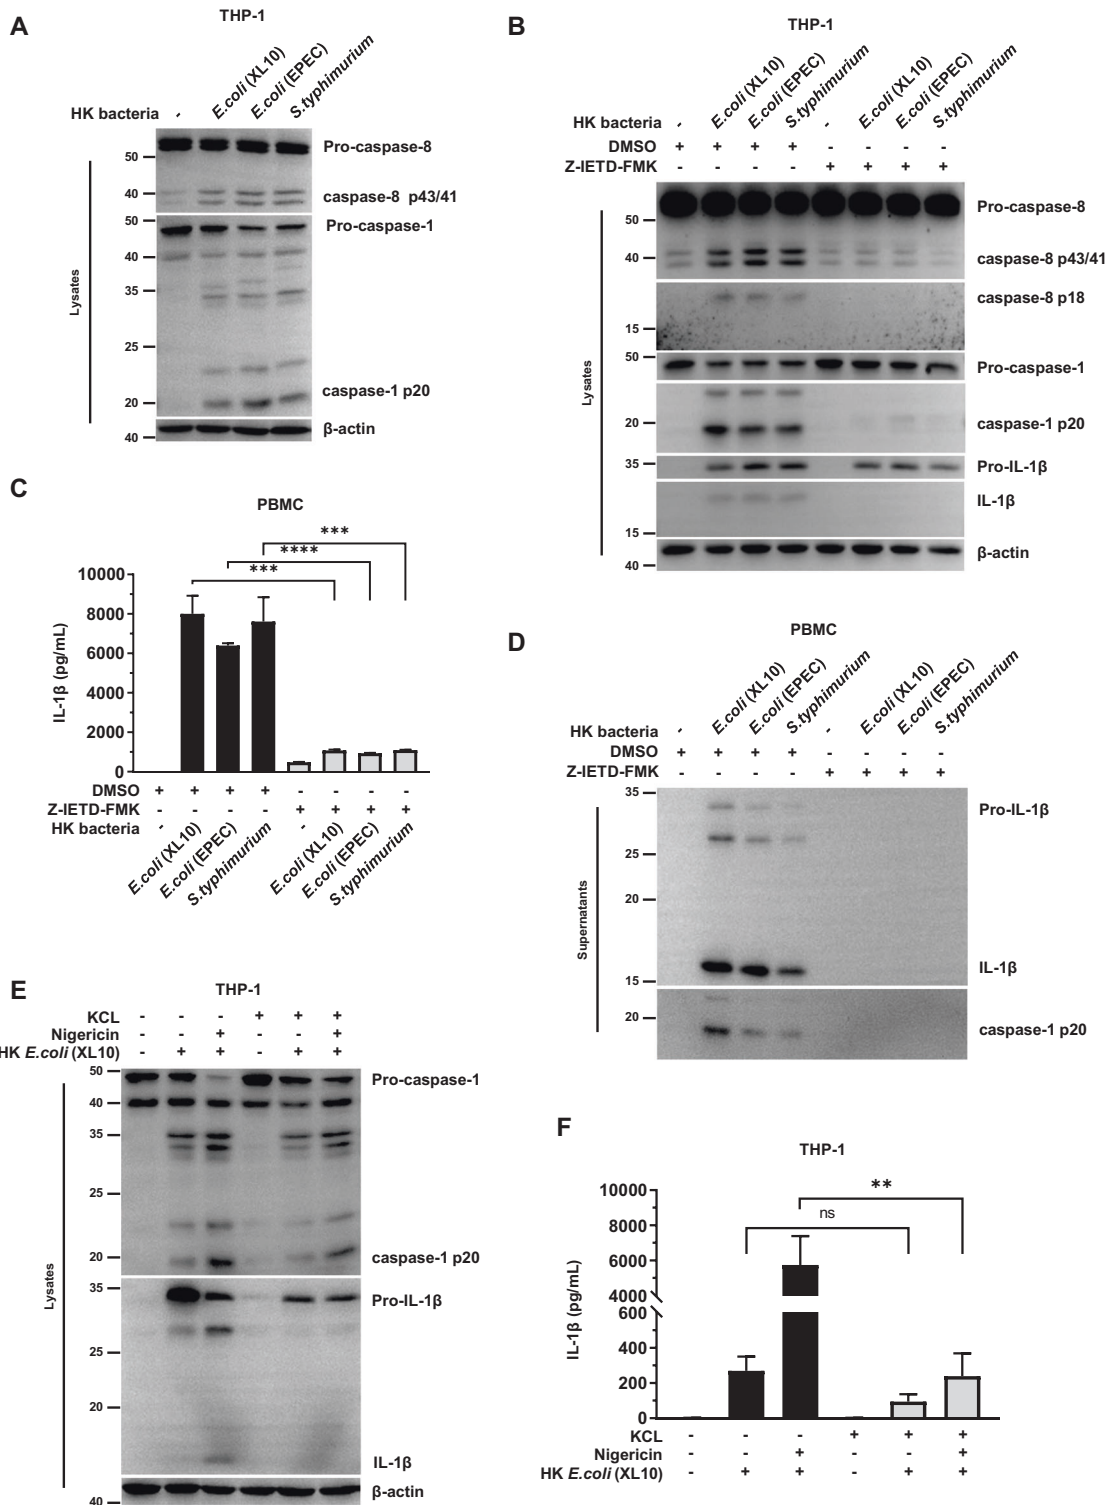 A
THP-1
HK bacteria
-
E.coli (XL10)
E.coli (EPEC)
S.typhimurium
50
40
50
40
35
25
20
40
Lysates
Pro-caspase-8
caspase-8 p43/41
Pro-caspase-1
caspase-1 p20
β-actin
B
THP-1
HK bacteria
- E.coli (XL10) E.coli (EPEC) S.typhimurium - E.coli (XL10) E.coli (EPEC) S.typhimurium
DMSO + + + + - - - -
Z-IETD-FMK - - - - + + + +
50
40
15
50
20
35
15
40
Lysates
Pro-caspase-8
caspase-8 p43/41
caspase-8 p18
Pro-caspase-1
caspase-1 p20
Pro-IL-1β
IL-1β
β-actin
C
PBMC
***
****
***
10000
8000
6000
4000
2000
0
IL-1β (pg/mL)
DMSO + + + + - - - -
Z-IETD-FMK - - - - + + + +
HK bacteria - E.coli (XL10) E.coli (EPEC) S.typhimurium - E.coli (XL10) E.coli (EPEC) S.typhimurium
D
PBMC
HK bacteria - E.coli (XL10) E.coli (EPEC) S.typhimurium - E.coli (XL10) E.coli (EPEC) S.typhimurium
DMSO + + + + - - - -
Z-IETD-FMK - - - - + + + +
35
25
20
15
20
Supernatants
Pro-IL-1β
IL-1β
caspase-1 p20
E
THP-1
KCL - - - + + +
Nigericin - - + - - +
HK E.coli (XL10) - + + - + +
50
40
35
25
20
35
25
20
40
Lysates
Pro-caspase-1
caspase-1 p20
Pro-IL-1β
IL-1β
β-actin
F
THP-1
**
ns
10000
8000
6000
4000
600
400
200
0
IL-1β (pg/mL)
KCL - - - + + +
Nigericin - - + - - +
HK E.coli (XL10) - + + - + +